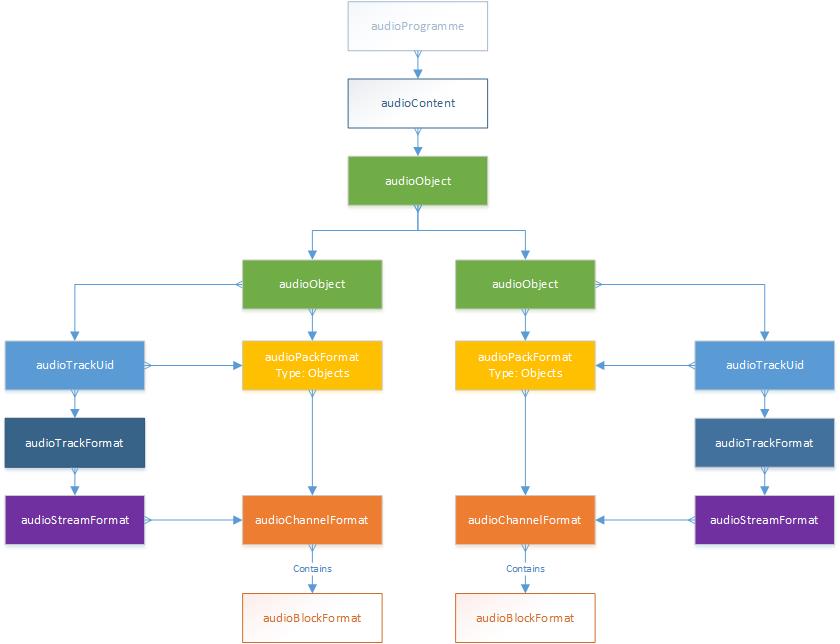 audioProgramme
audioContent
audioObject
audioObject
audioObject
audioTrackUid
audioPackFormat
Type: Objects
audioPackFormat
Type: Objects
audioTrackUid
audioTrackFormat
audioTrackFormat
audioStreamFormat
audioChannelFormat
audioChannelFormat
audioStreamFormat
Contains
Contains
audioBlockFormat
audioBlockFormat